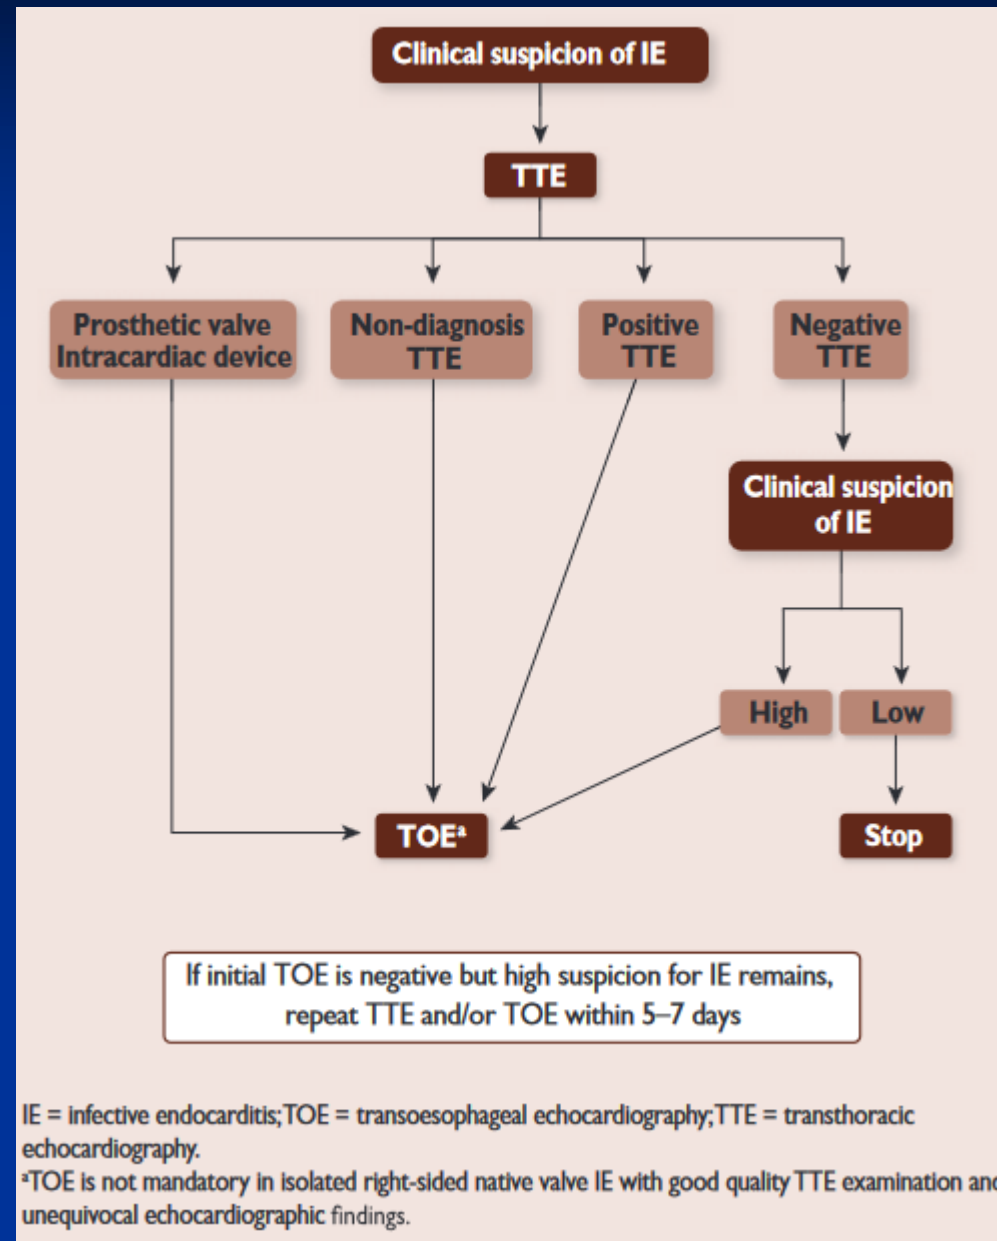 Clinical suspicion of IE
TTE
Prosthetic valve
Intracardiac device
Non-diagnosis
TTE
Positive
TTE
Negative
TTE
Clinical suspicion
of IE
High
Low
TOEᵃ
Stop
If initial TOE is negative but high suspicion for IE remains,
repeat TTE and/or TOE within 5–7 days
IE = infective endocarditis; TOE = transoesophageal echocardiography; TTE = transthoracic
echocardiography.
ᵃTOE is not mandatory in isolated right-sided native valve IE with good quality TTE examination and
unequivocal echocardiographic findings.